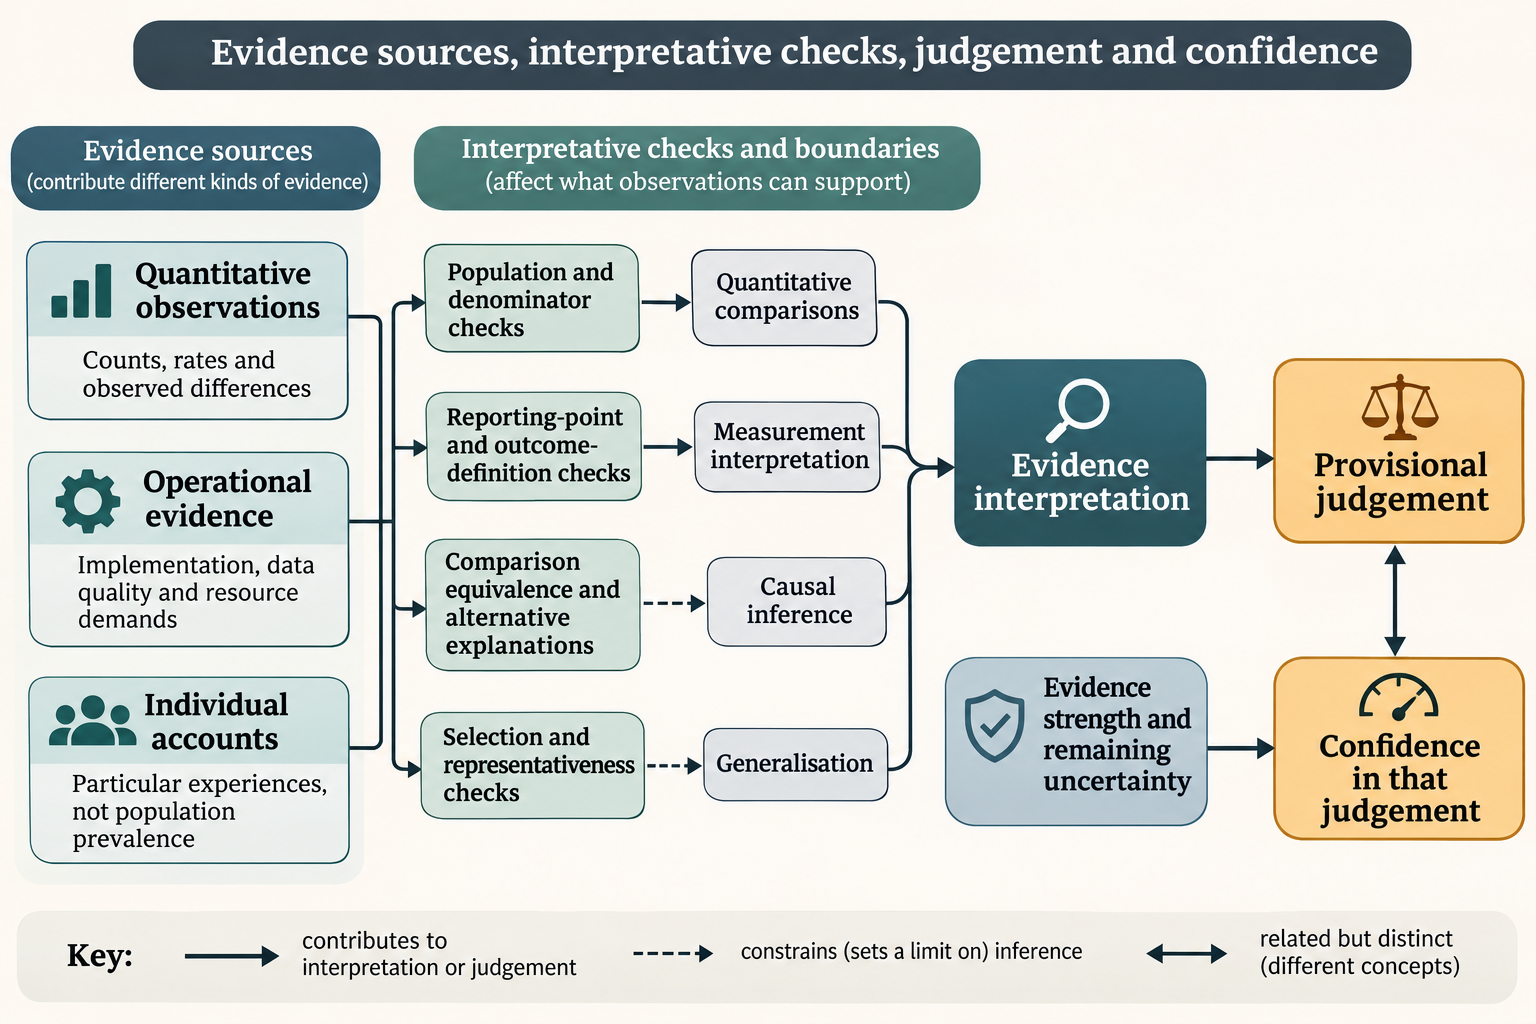 Evidence sources, interpretative checks, judgement and confidence
Evidence sources
(contribute different kinds of evidence)
Interpretative checks and boundaries
(affect what observations can support)
Quantitative
observations
Counts, rates and
observed differences
Operational
evidence
Implementation, data
quality and resource
demands
Individual
accounts
Particular experiences,
not population
prevalence
Population and
denominator
checks
Quantitative
comparisons
Reporting-point
and outcome-
definition checks
Measurement
interpretation
Comparison
equivalence and
alternative
explanations
Causal
inference
Selection and
representativeness
checks
Generalisation
Evidence
interpretation
Provisional
judgement
Evidence
strength and
remaining
uncertainty
Confidence
in that
judgement
Key:
contributes to
interpretation or judgement
constrains (sets a limit on) inference
related but distinct
(different concepts)